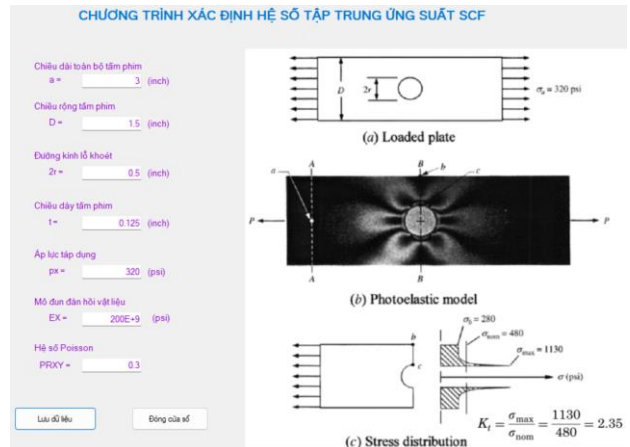 CHƯƠNG TRÌNH XÁC ĐỊNH HỆ SỐ TẬP TRUNG ỨNG SUẤT SCF
Chiều dài toàn bộ tấm phim
a = 3 (inch)
Chiều rộng tấm phim
D = 1.5 (inch)
Đường kính lỗ khoét
2r = 0.5 (inch)
Chiều dày tấm phim
t = 0.125 (inch)
Áp lực táp dụng
px = 320 (psi)
Mô đun đàn hồi vật liệu
EX = 200E+9 (psi)
Hệ số Poisson
PRXY = 0.3
Lưu dữ liệu
Đóng cửa sổ
D 2r σa = 320 psi
(a) Loaded plate
A B b c
a
P P
A B
(b) Photoelastic model
σb = 280
σnom = 480
b
σmax = 1130
c
σ (psi)
Kt = σmax / σnom = 1130 / 480 = 2.35
(c) Stress distribution